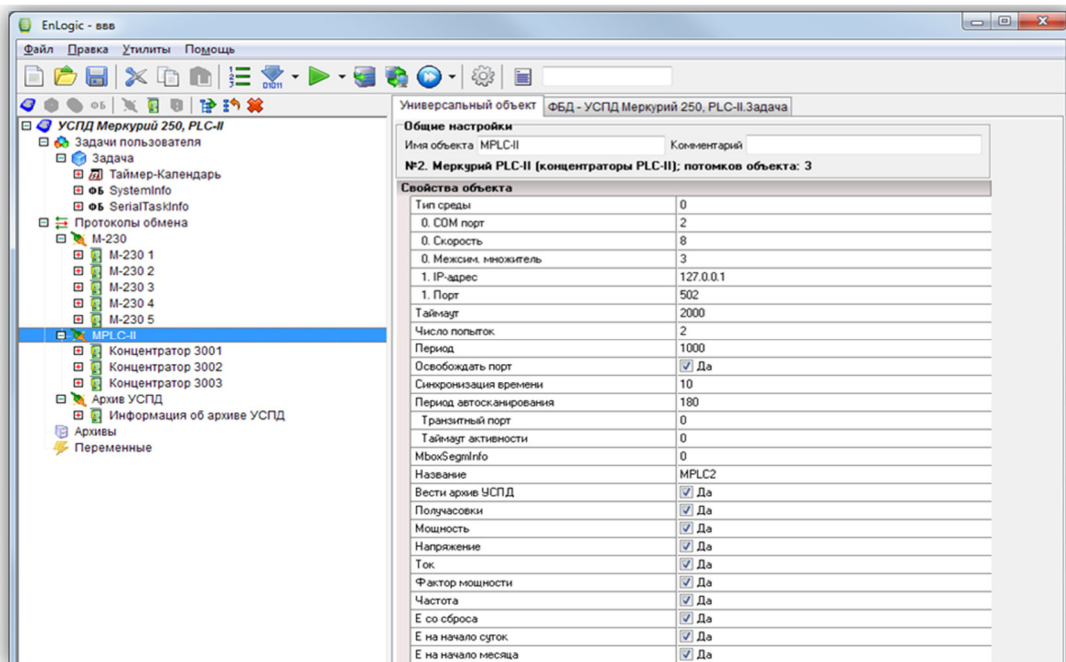 EnLogic - ввв
Файл Правка Утилиты Помощь
УСПД Меркурий 250, PLC-II
Задачи пользователя
Задача
Таймер-Календарь
ФБ SystemInfo
ФБ SerialTaskInfo
Протоколы обмена
М-230
М-230 1
М-230 2
М-230 3
М-230 4
М-230 5
MPLC-II
Концентратор 3001
Концентратор 3002
Концентратор 3003
Архив УСПД
Информация об архиве УСПД
Архивы
Переменные
Универсальный объект ФБД - УСПД Меркурий 250, PLC-II.Задача
Общие настройки
Имя объекта MPLC-II Комментарий
№2. Меркурий PLC-II (концентраторы PLC-II); потомков объекта: 3
Свойства объекта
Тип среды 0
0. COM порт 2
0. Скорость 8
0. Межсим. множитель 3
1. IP-адрес 127.0.0.1
1. Порт 502
Таймаут 2000
Число попыток 2
Период 1000
Освобождать порт Да
Синхронизация времени 10
Период автосканирования 180
Транзитный порт 0
Таймаут активности 0
MboxSegmInfo 0
Название MPLC2
Вести архив УСПД Да
Получасовки Да
Мощность Да
Напряжение Да
Ток Да
Фактор мощности Да
Частота Да
Е со сброса Да
Е на начало суток Да
Е на начало месяца Да